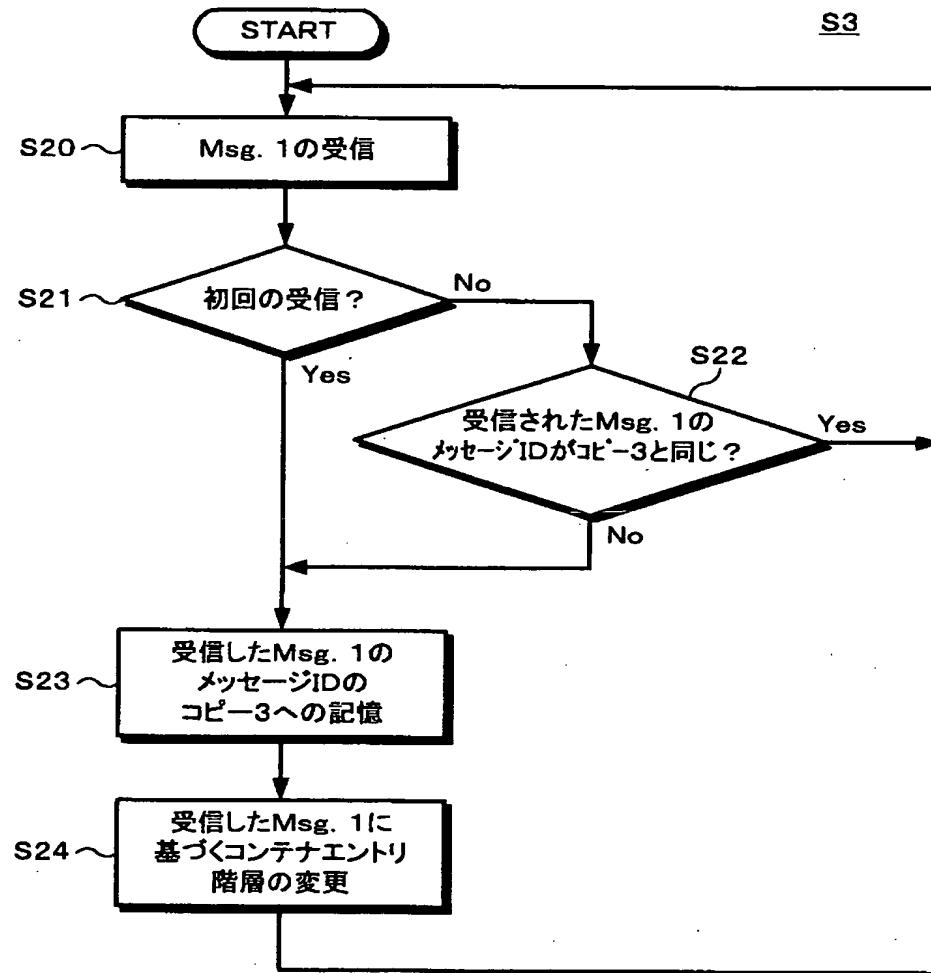 START
S3
S20
Msg. 1の受信
S21
初回の受信?
No
Yes
S22
受信されたMsg. 1の
メッセージIDがコピー3と同じ?
Yes
No
S23
受信したMsg. 1の
メッセージIDの
コピー3への記憶
S24
受信したMsg. 1に
基づくコンテナエントリ
階層の変更